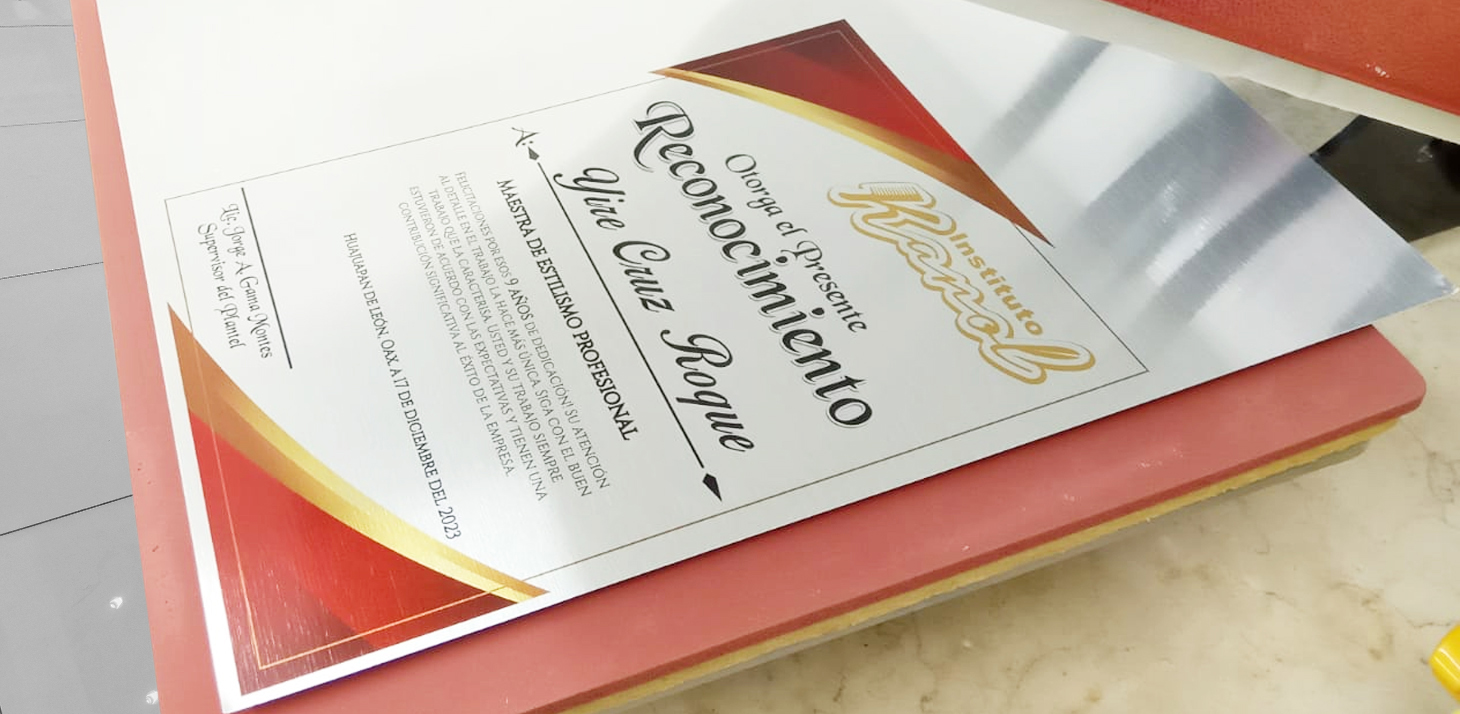 Instituto
Kanol
Otorga el Presente
Reconocimiento
A:
Yire Cruz Roque
MAESTRA DE ESTILISMO PROFESIONAL
FELICITACIONES POR ESOS 9 AÑOS DE DEDICACIÓN! SU ATENCIÓN
AL DETALLE EN EL TRABAJO LA HACE MÁS ÚNICA. SIGA CON EL BUEN
TRABAJO QUE LA CARACTERISA. USTED Y SU TRABAJO SIEMPRE
ESTUVIERON DE ACUERDO CON LAS EXPECTATIVAS Y TIENEN UNA
CONTRIBUCIÓN SIGNIFICATIVA AL ÉXITO DE LA EMPRESA.
HUAJUAPAN DE LEÓN, OAX. A 17 DE DICIEMBRE DEL 2023
Lic. Jorge A. Gama Montes
Supervisor del Plantel